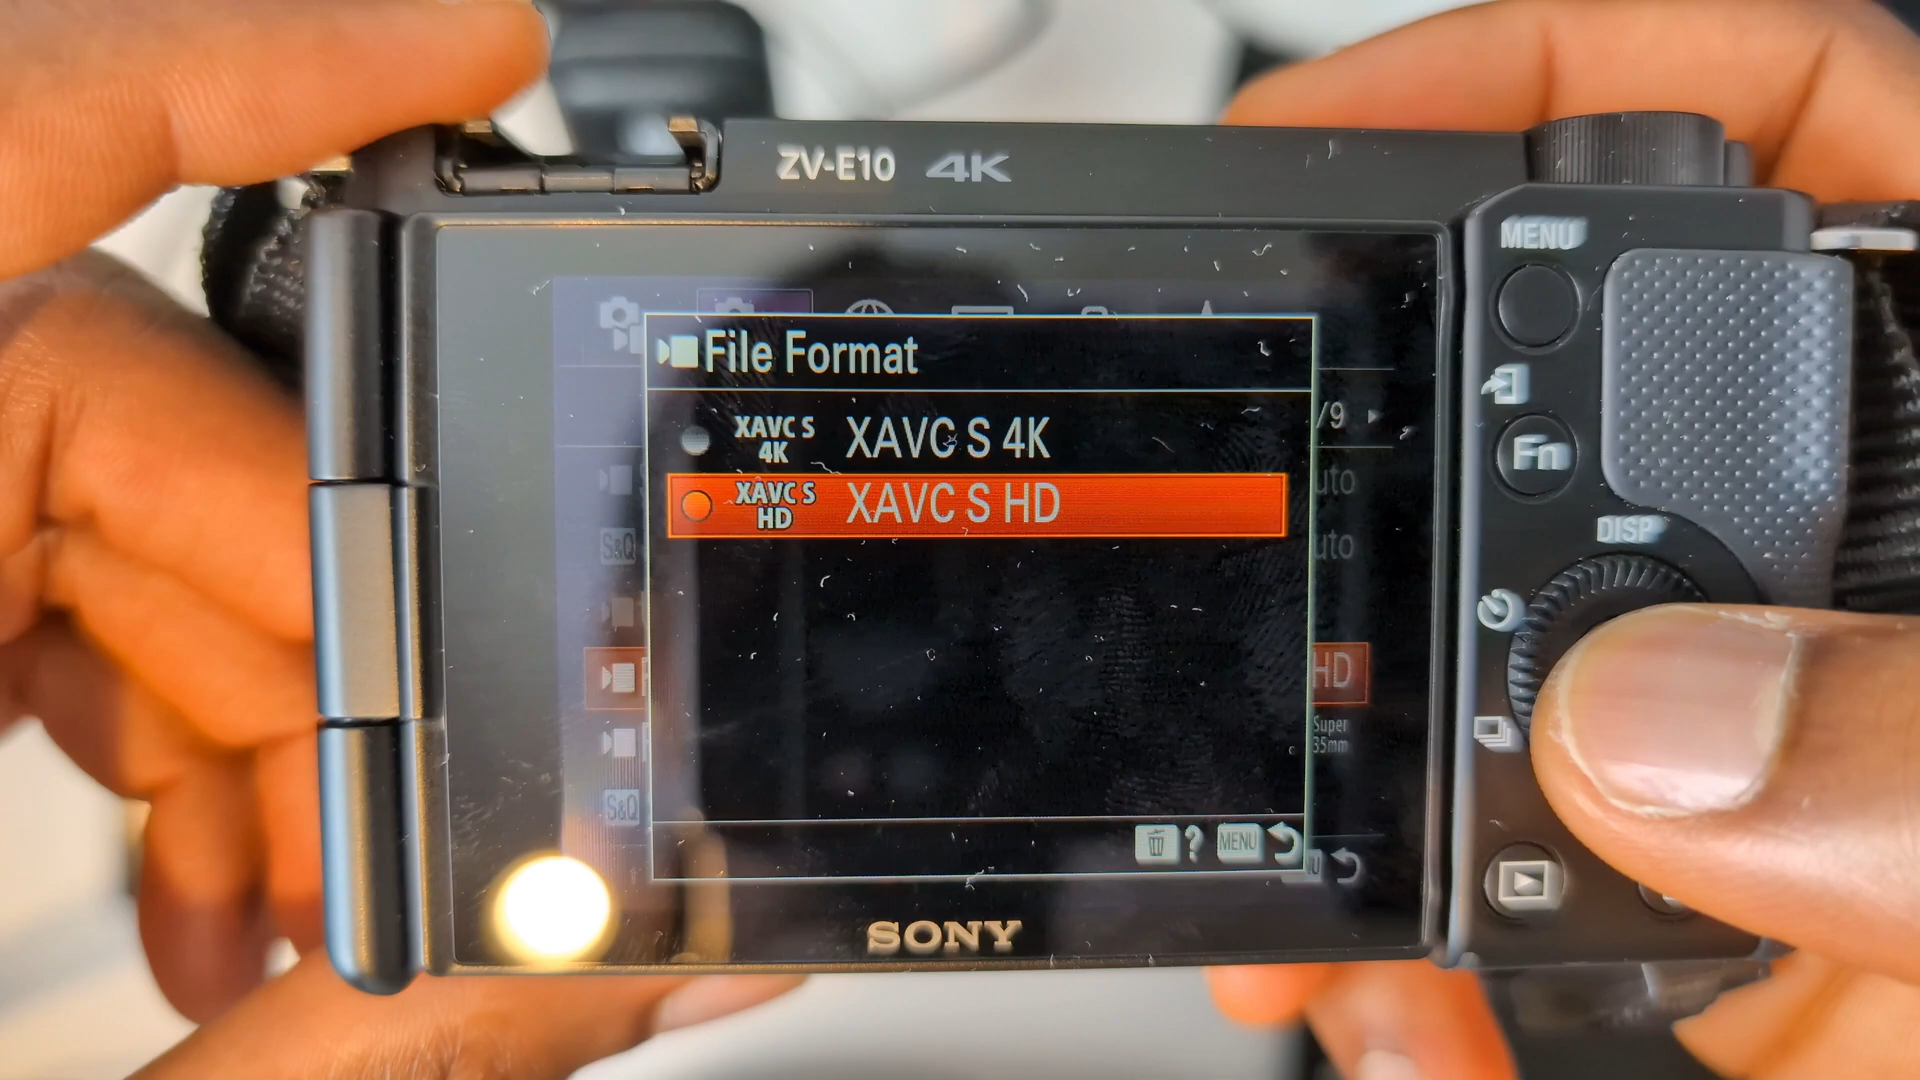 ZV-E10 4K
MENU
File Format
/9
XAVC S 4K XAVC S 4K
uto
Fn
XAVC S HD XAVC S HD
S&Q
uto
DISP
HD
Super 35mm
S&Q
? MENU
SONY